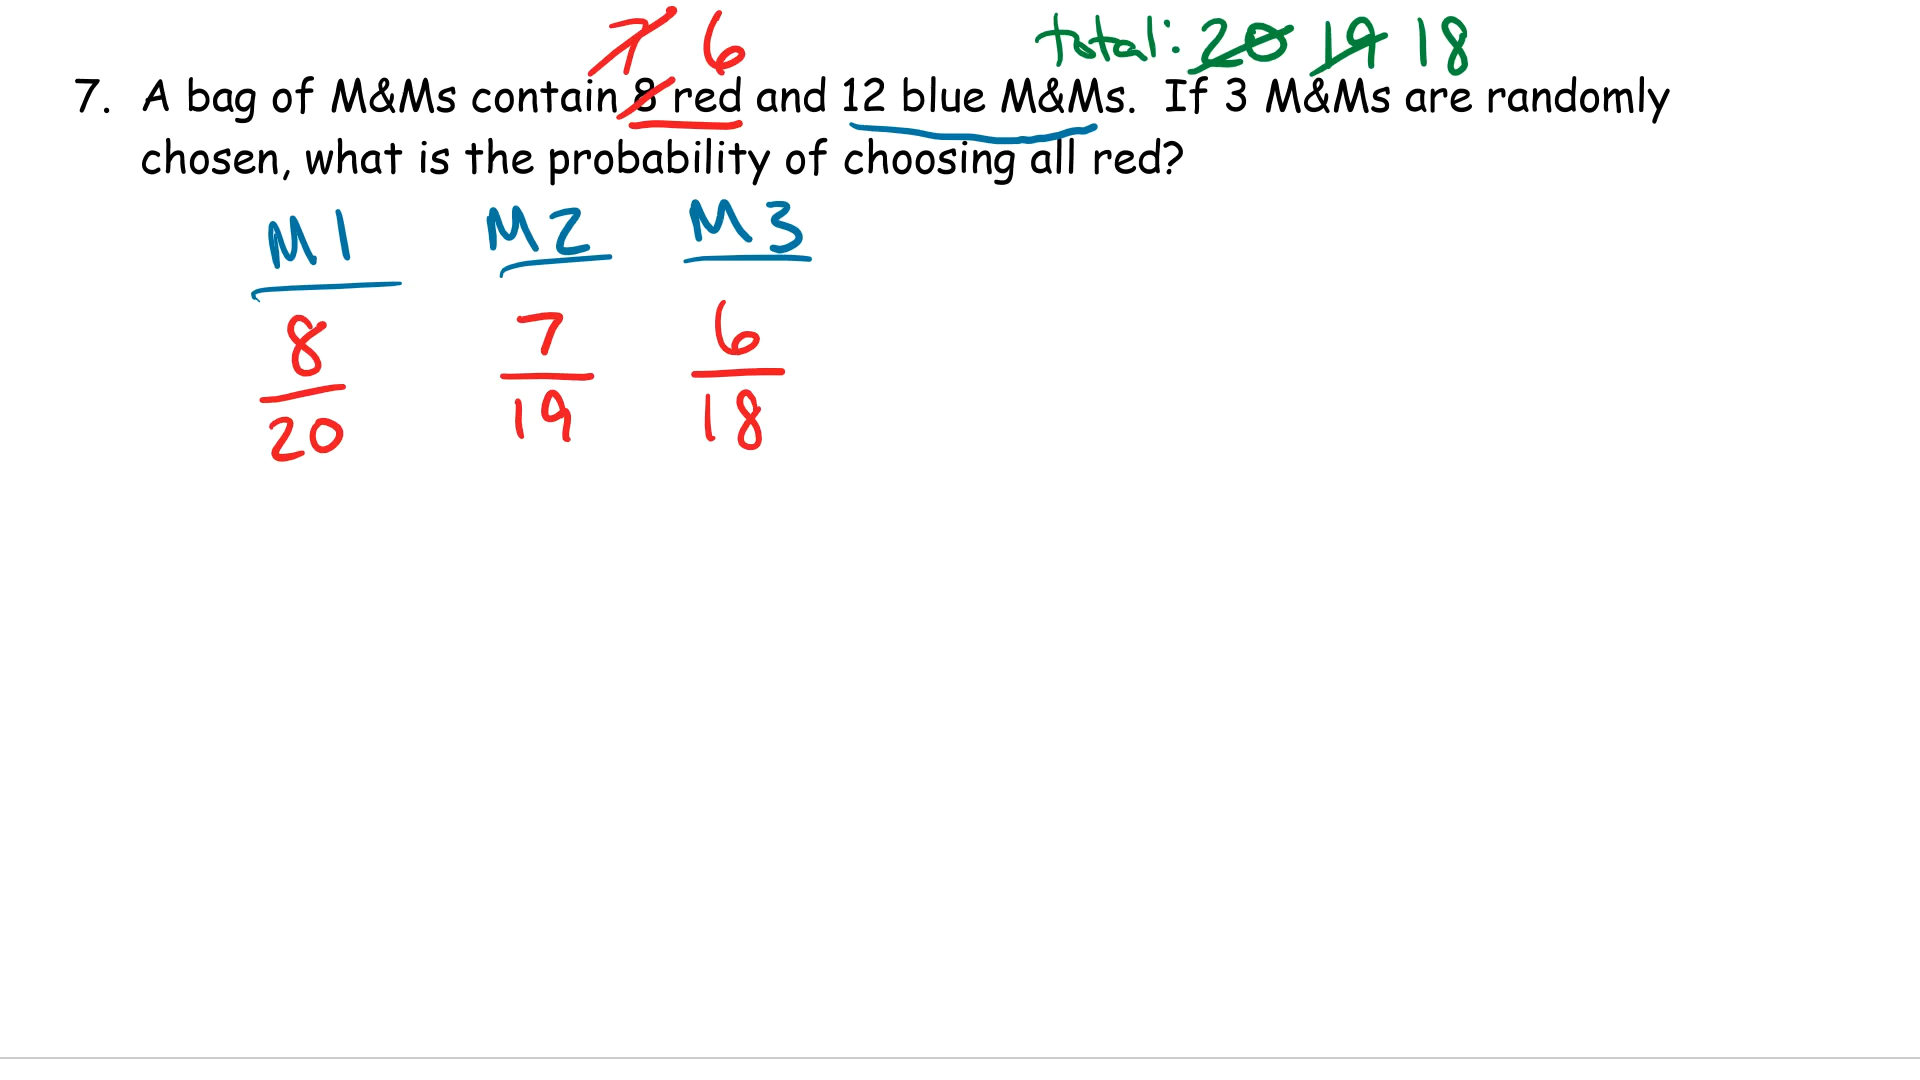 7 6 total: 20 19 18
7. A bag of M&Ms contain 8 red and 12 blue M&Ms. If 3 M&Ms are randomly
chosen, what is the probability of choosing all red?
M1 M2 M3
8 7 6
20 19 18